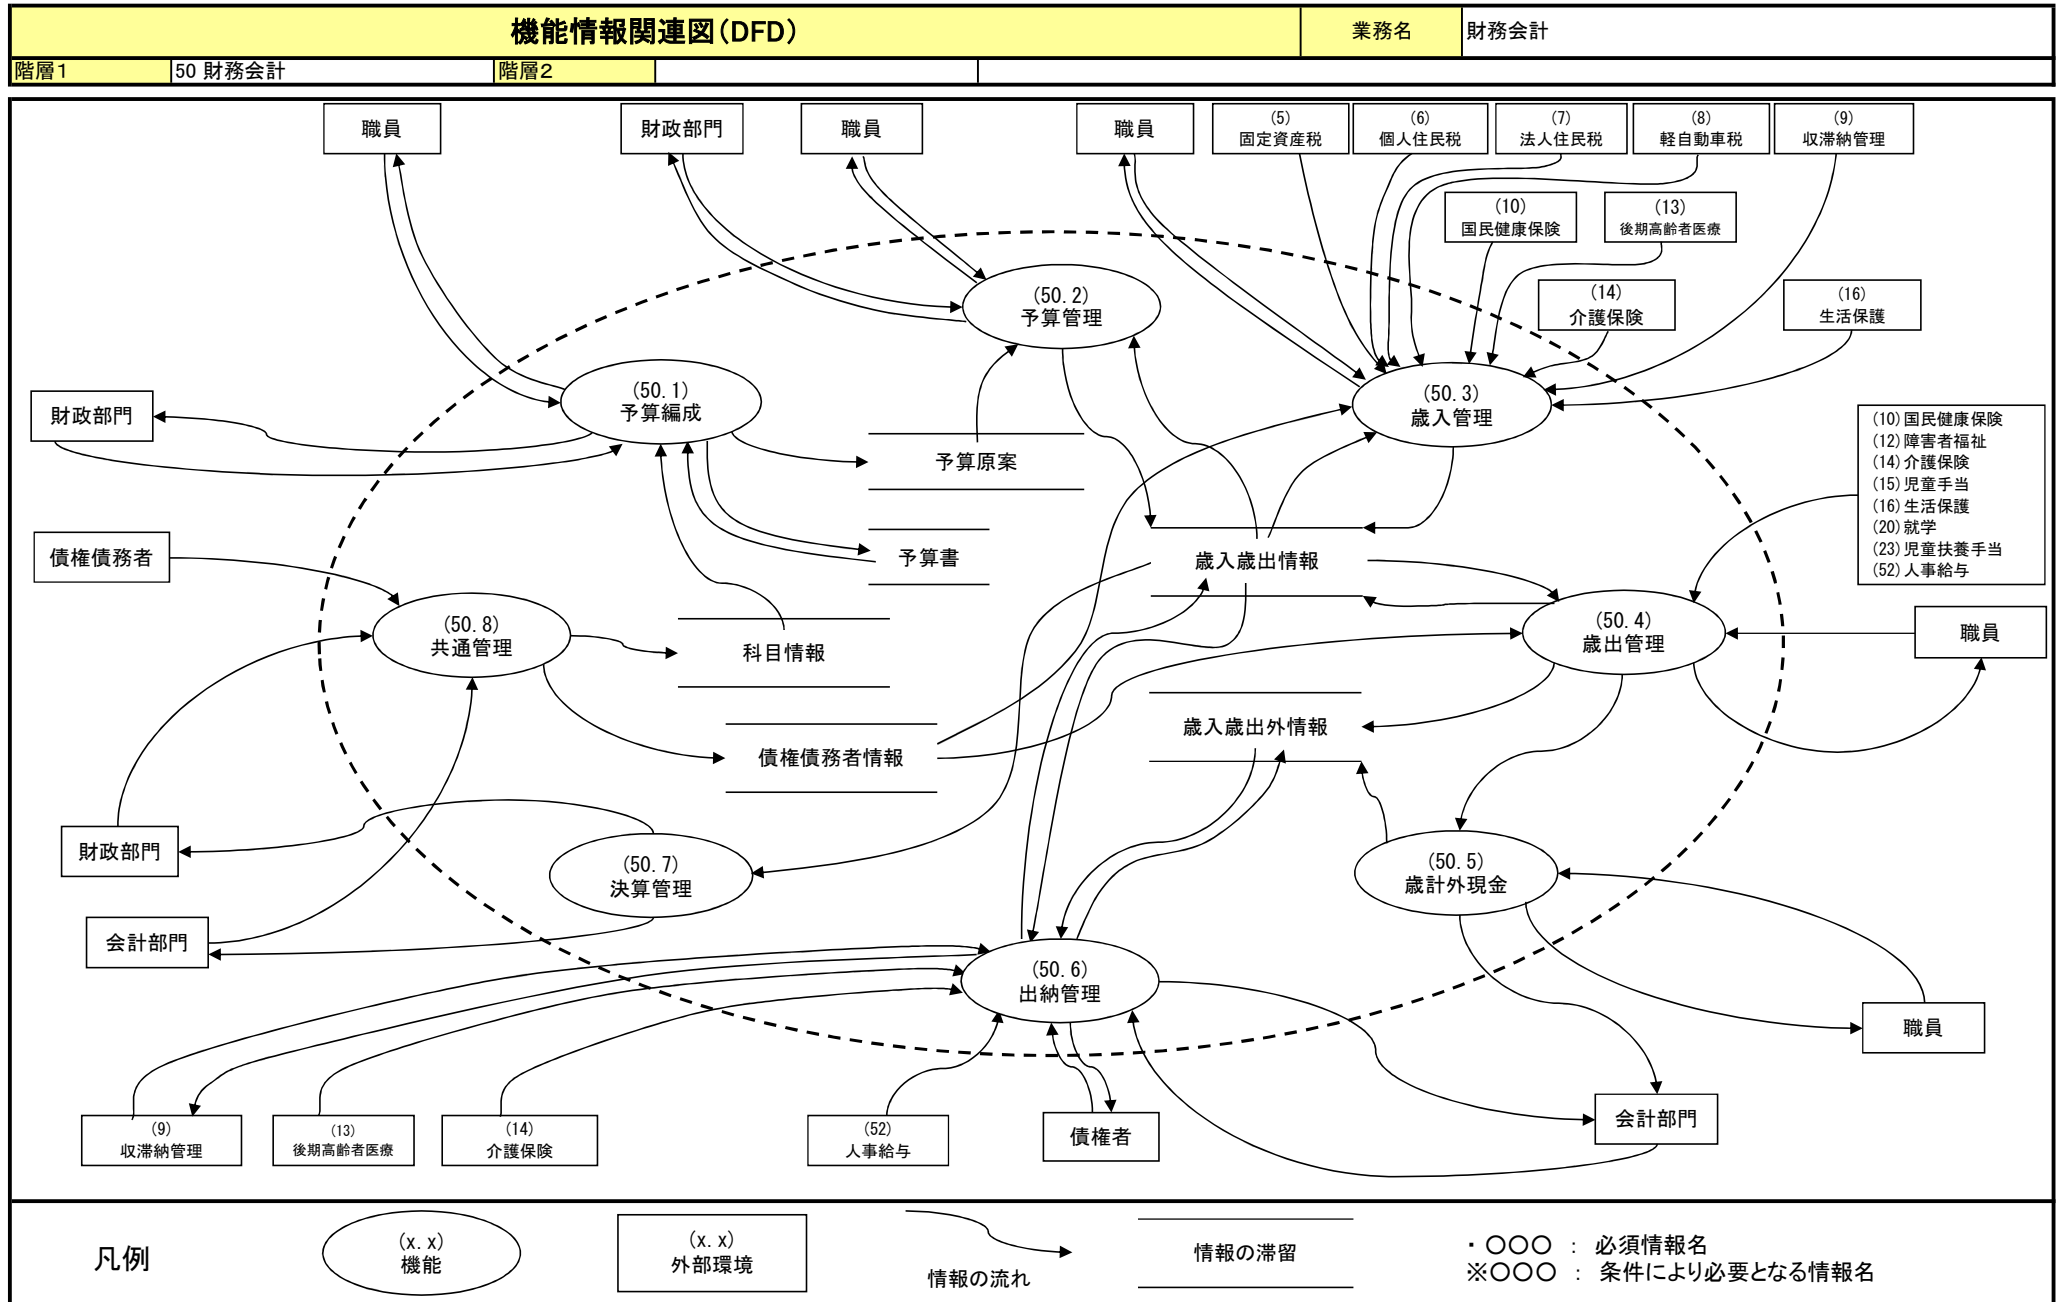 機能情報関連図(DFD)
業務名
財務会計
階層1
50 財務会計
階層2
職員
財政部門
職員
職員
(5)
固定資産税
(6)
個人住民税
(7)
法人住民税
(8)
軽自動車税
(9)
収滞納管理
(10)
国民健康保険
(13)
後期高齢者医療
(14)
介護保険
(16)
生活保護
(50.2)
予算管理
(50.1)
予算編成
(50.3)
歳入管理
財政部門
予算原案
(10)国民健康保険
(12)障害者福祉
(14)介護保険
(15)児童手当
(16)生活保護
(20)就学
(23)児童扶養手当
(52)人事給与
債権債務者
予算書
歳入歳出情報
(50.8)
共通管理
科目情報
(50.4)
歳出管理
職員
債権債務者情報
歳入歳出外情報
財政部門
(50.7)
決算管理
(50.5)
歳計外現金
会計部門
(50.6)
出納管理
職員
(9)
収滞納管理
(13)
後期高齢者医療
(14)
介護保険
(52)
人事給与
債権者
会計部門
凡例
(x.x)
機能
(x.x)
外部環境
情報の流れ
情報の滞留
・ 〇〇〇 : 必須情報名
※〇〇〇 : 条件により必要となる情報名